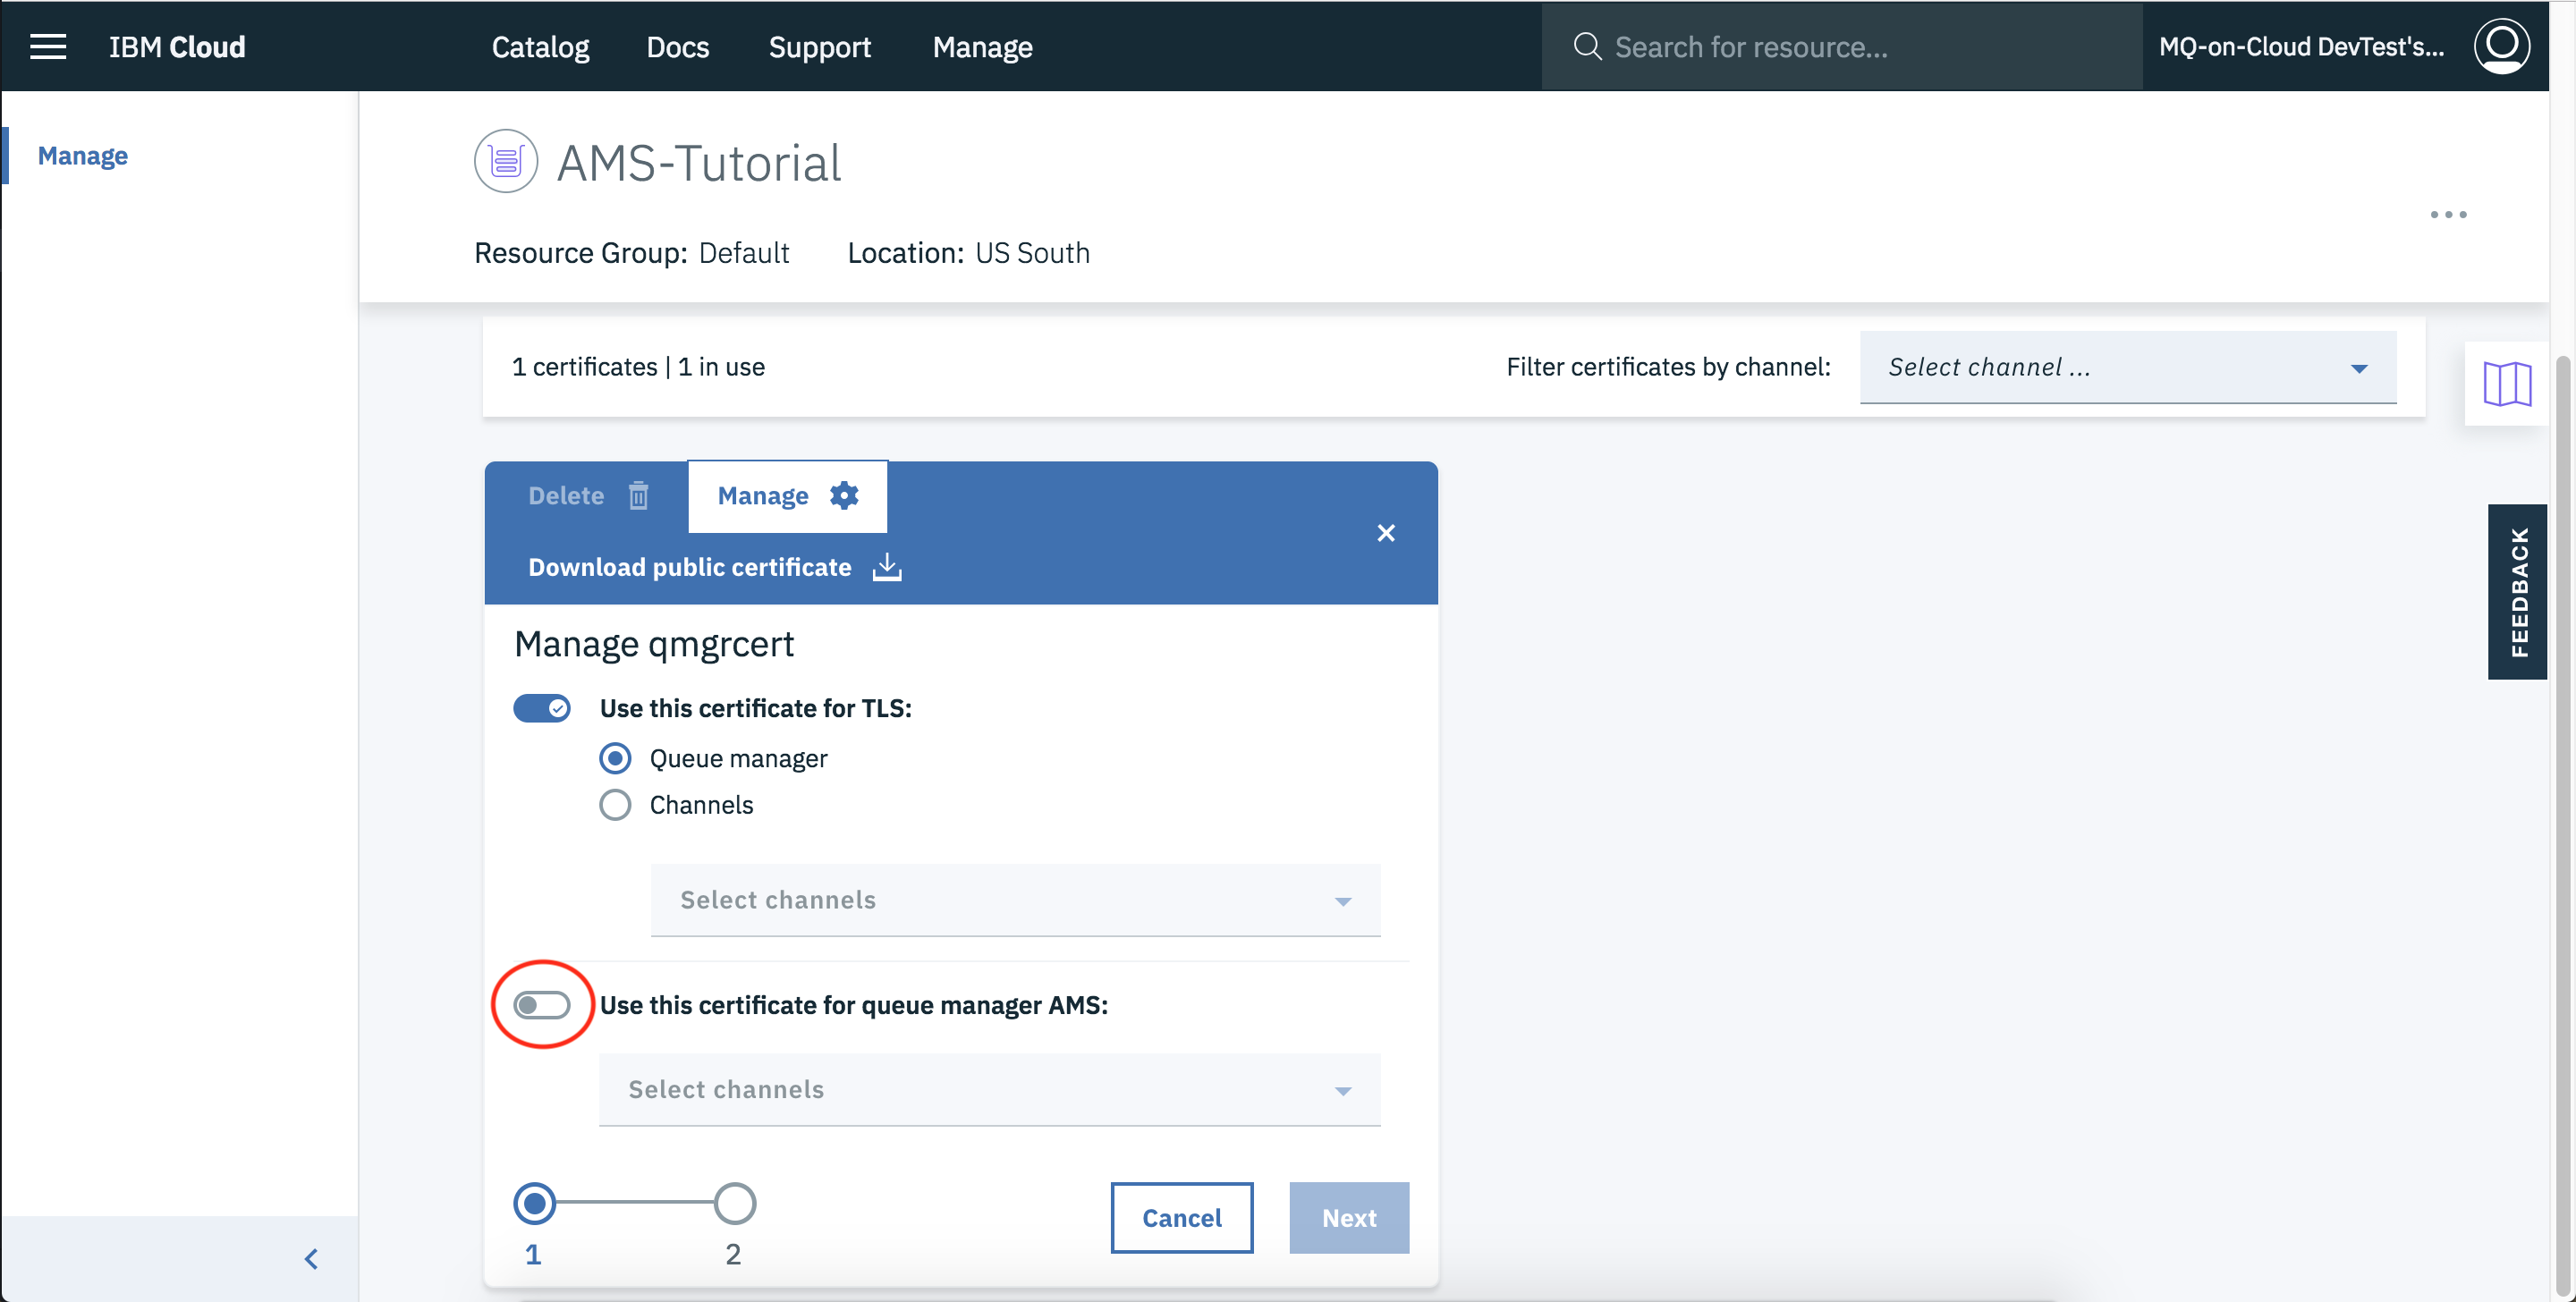 IBM Cloud Catalog Docs Support Manage Search for resource... MQ-on-Cloud DevTest's...
Manage
AMS-Tutorial
Resource Group: Default Location: US South
1 certificates | 1 in use Filter certificates by channel: Select channel ...
Delete Manage
Download public certificate
FEEDBACK
Manage qmgrcert
Use this certificate for TLS:
Queue manager
Channels
Select channels
Use this certificate for queue manager AMS:
Select channels
Cancel Next
1 2